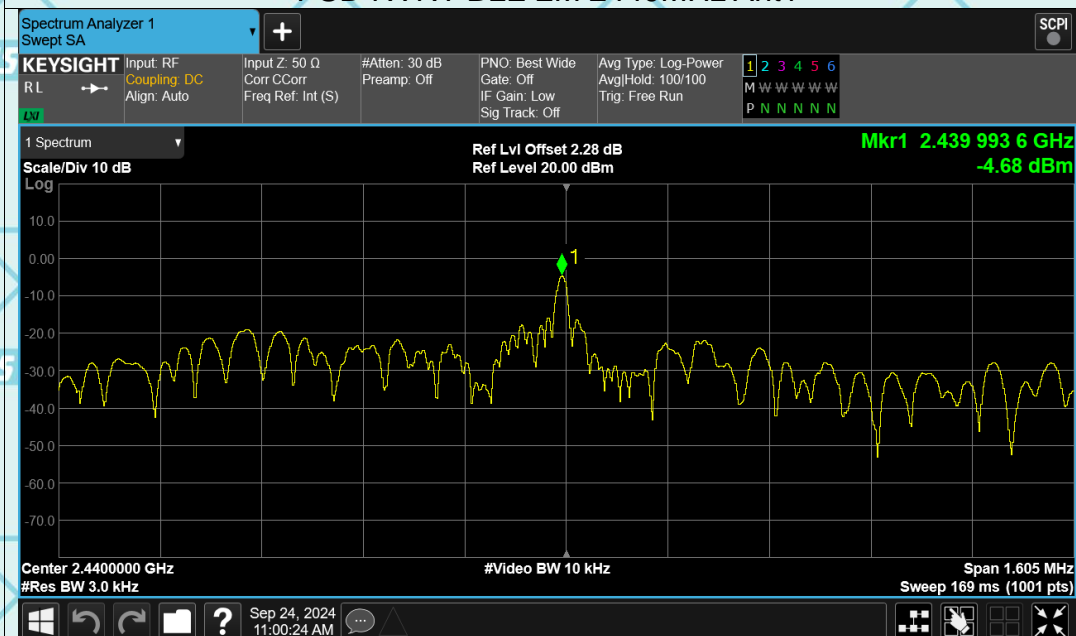 Spectrum Analyzer 1
Swept SA
+
SCPI
KEYSIGHT
R L
LXI
Input: RF
Coupling: DC
Align: Auto
Input Z: 50 Ω
Corr CCorr
Freq Ref: Int (S)
#Atten: 30 dB
Preamp: Off
PNO: Best Wide
Gate: Off
IF Gain: Low
Sig Track: Off
Avg Type: Log-Power
Avg|Hold: 100/100
Trig: Free Run
1 2 3 4 5 6
M W W W W W
P N N N N N
1 Spectrum
Scale/Div 10 dB
Ref Lvl Offset 2.28 dB
Ref Level 20.00 dBm
Mkr1 2.439 993 6 GHz
-4.68 dBm
Log
10.0
0.00
-10.0
-20.0
-30.0
-40.0
-50.0
-60.0
-70.0
1
Center 2.4400000 GHz
#Video BW 10 kHz
Span 1.605 MHz
#Res BW 3.0 kHz
Sweep 169 ms (1001 pts)
?
Sep 24, 2024
11:00:24 AM